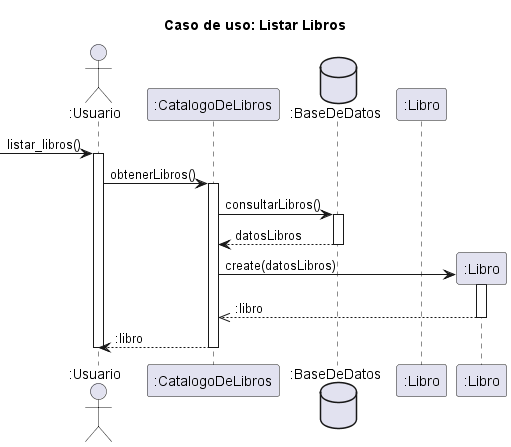 Caso de uso: Listar Libros
:Usuario
:CatalogoDeLibros
:BaseDeDatos
:Libro
listar_libros()
obtenerLibros()
consultarLibros()
datosLibros
create(datosLibros)
:Libro
:libro
:libro
:Usuario
:CatalogoDeLibros
:BaseDeDatos
:Libro
:Libro